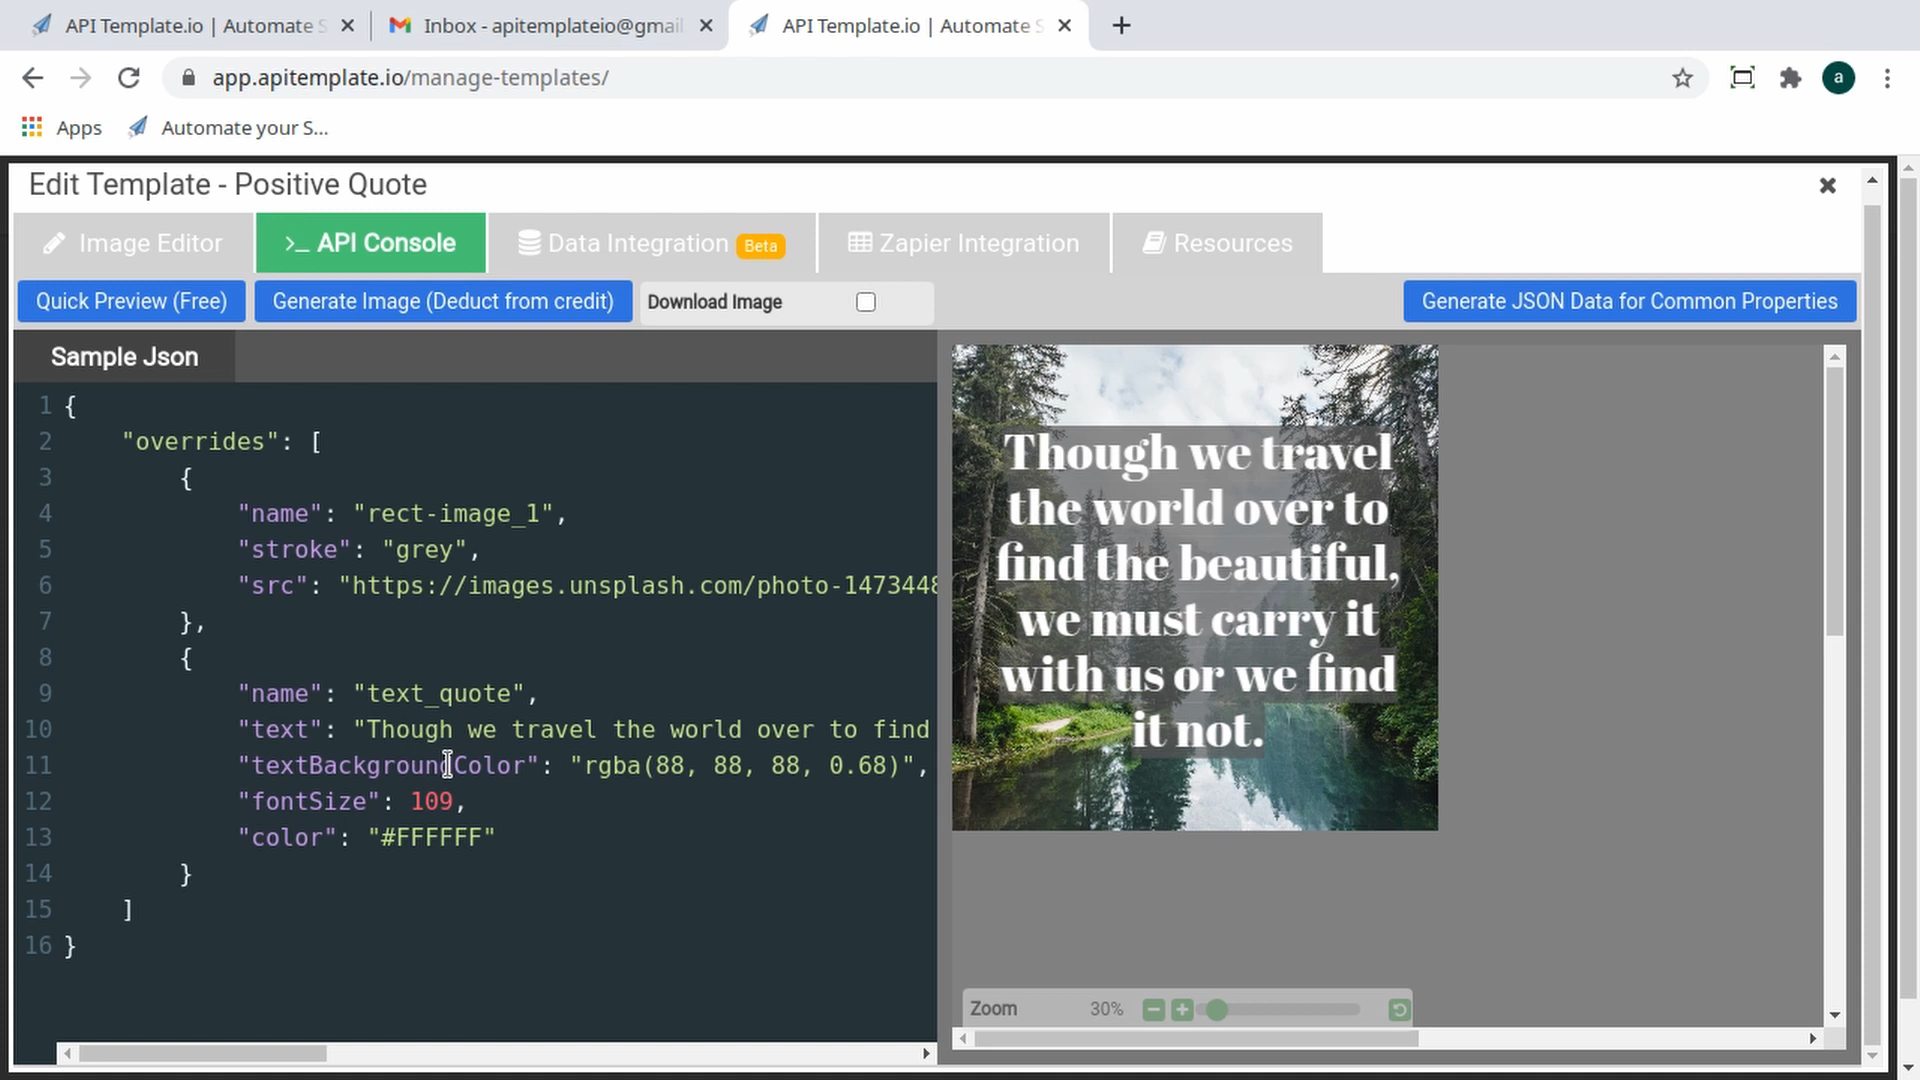 API Template.io | Automate S
Inbox - apitemplateio@gmail
API Template.io | Automate S
app.apitemplate.io/manage-templates/
a
Apps
Automate your S...
Edit Template - Positive Quote
Image Editor
>_ API Console
Data Integration Beta
Zapier Integration
Resources
Quick Preview (Free)
Generate Image (Deduct from credit)
Download Image
Generate JSON Data for Common Properties
Sample Json
1 {
2 "overrides": [
3 {
4 "name": "rect-image_1",
5 "stroke": "grey",
6 "src": "https://images.unsplash.com/photo-1473448
7 },
8 {
9 "name": "text_quote",
10 "text": "Though we travel the world over to find
11 "textBackgroundColor": "rgba(88, 88, 88, 0.68)",
12 "fontSize": 109,
13 "color": "#FFFFFF"
14 }
15 ]
16 }
Though we travel
the world over to
find the beautiful,
we must carry it
with us or we find
it not.
Zoom 30%